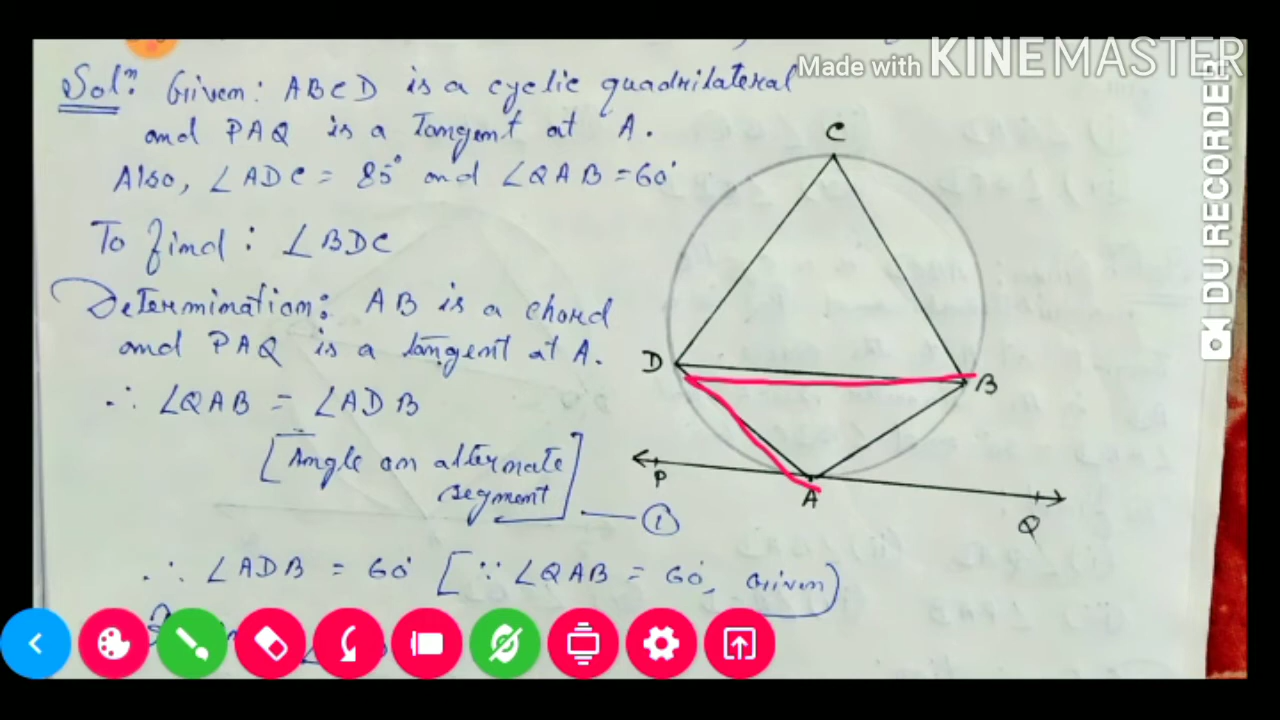 Made with KINEMASTER
DU RECORDER
Solⁿ: Given: ABCD is a cyclic quadrilateral
and PAQ is a Tangent at A.
Also, ∠ADC = 85° and ∠QAB = 60°
To find: ∠BDC
Determination: AB is a chord
and PAQ is a tangent at A.
∴ ∠QAB = ∠ADB
[Angle on alternate
segment] — ①
∴ ∠ADB = 60° [∵ ∠QAB = 60°, Given)
C
D
B
P
A
Q